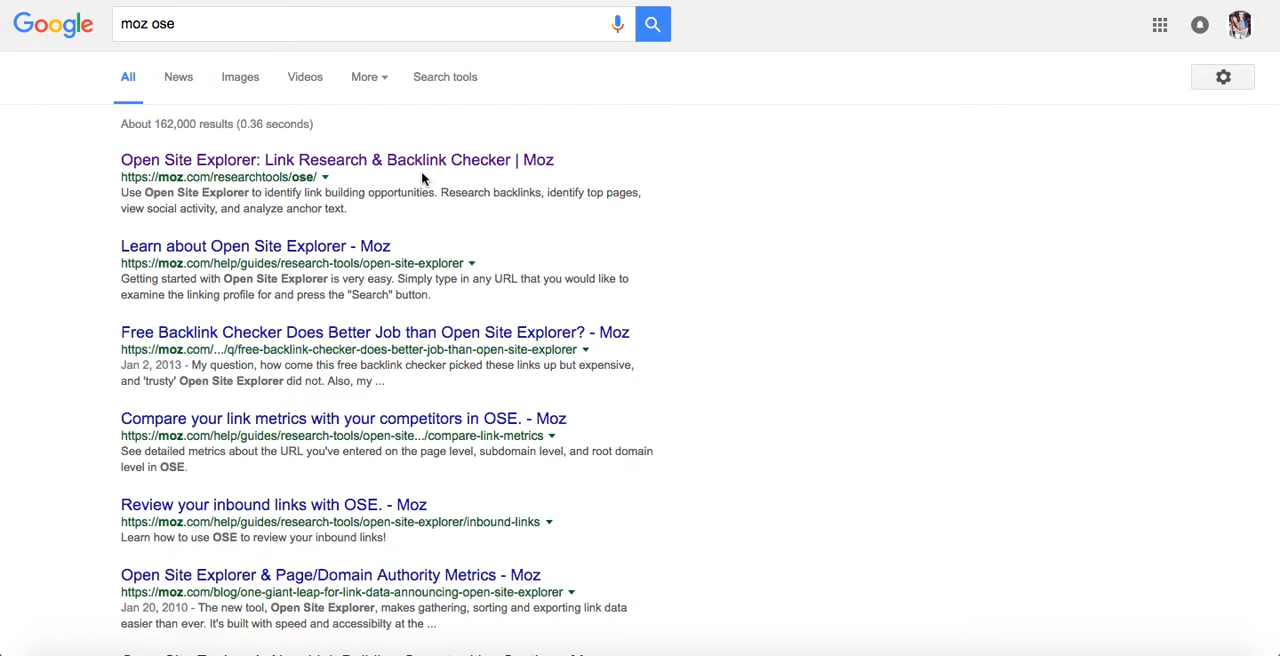 Google
moz ose
All News Images Videos More Search tools
About 162,000 results (0.36 seconds)
Open Site Explorer: Link Research & Backlink Checker | Moz
https://moz.com/researchtools/ose/
Use Open Site Explorer to identify link building opportunities. Research backlinks, identify top pages,
view social activity, and analyze anchor text.
Learn about Open Site Explorer - Moz
https://moz.com/help/guides/research-tools/open-site-explorer
Getting started with Open Site Explorer is very easy. Simply type in any URL that you would like to
examine the linking profile for and press the "Search" button.
Free Backlink Checker Does Better Job than Open Site Explorer? - Moz
https://moz.com/.../q/free-backlink-checker-does-better-job-than-open-site-explorer
Jan 2, 2013 - My question, how come this free backlink checker picked these links up but expensive,
and 'trusty' Open Site Explorer did not. Also, my ...
Compare your link metrics with your competitors in OSE. - Moz
https://moz.com/help/guides/research-tools/open-site.../compare-link-metrics
See detailed metrics about the URL you've entered on the page level, subdomain level, and root domain
level in OSE.
Review your inbound links with OSE. - Moz
https://moz.com/help/guides/research-tools/open-site-explorer/inbound-links
Learn how to use OSE to review your inbound links!
Open Site Explorer & Page/Domain Authority Metrics - Moz
https://moz.com/blog/one-giant-leap-for-link-data-announcing-open-site-explorer
Jan 20, 2010 - The new tool, Open Site Explorer, makes gathering, sorting and exporting link data
easier than ever. It's built with speed and accessibilty at the ...